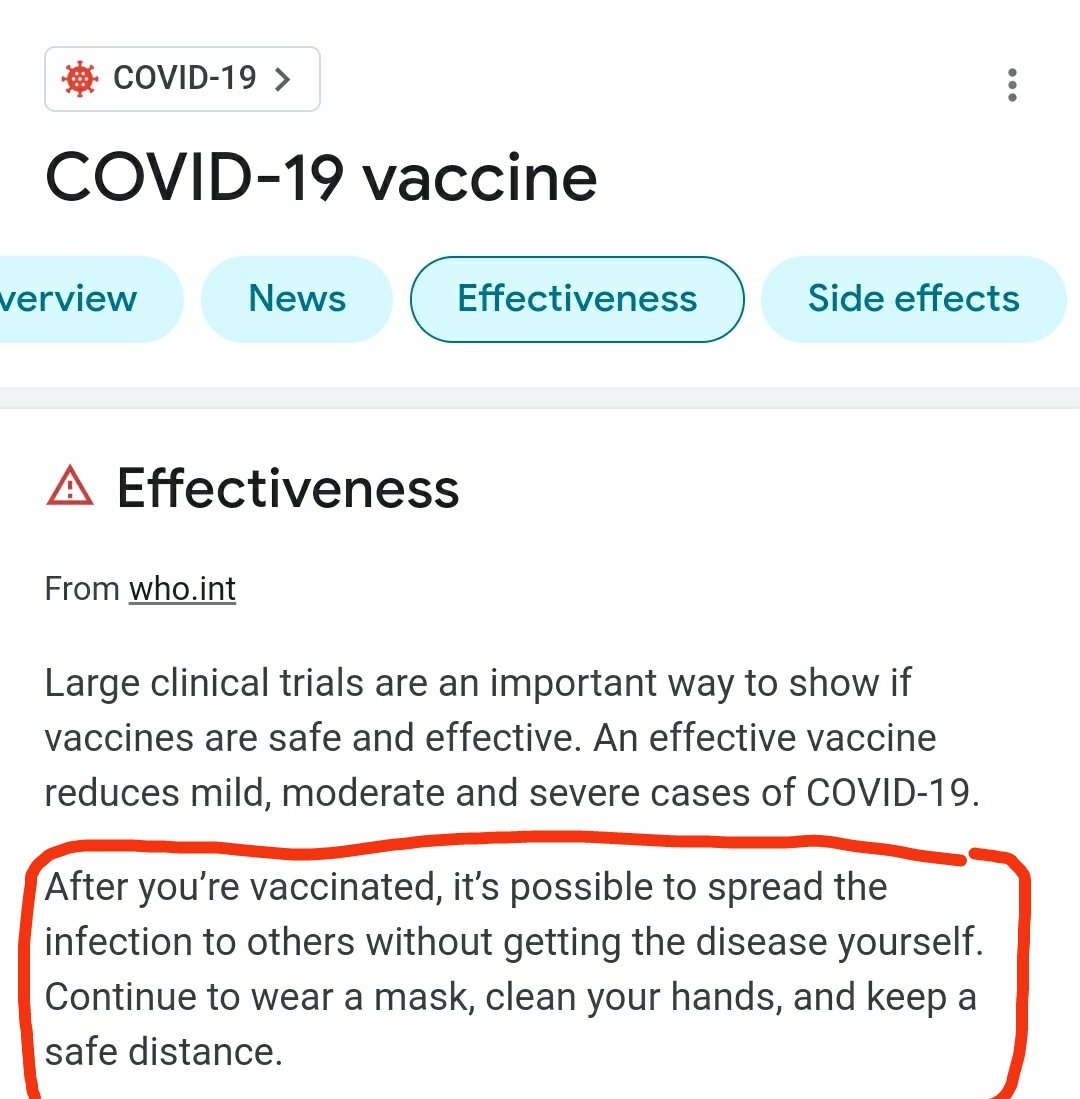 COVID-19
COVID-19 vaccine
verview News Effectiveness Side effects
Effectiveness
From who.int
Large clinical trials are an important way to show if
vaccines are safe and effective. An effective vaccine
reduces mild, moderate and severe cases of COVID-19.
After you’re vaccinated, it’s possible to spread the
infection to others without getting the disease yourself.
Continue to wear a mask, clean your hands, and keep a
safe distance.